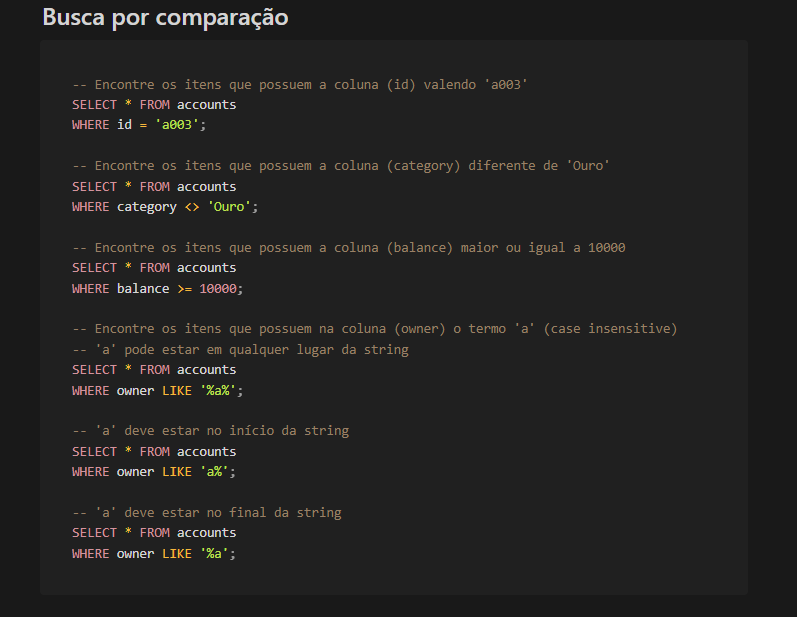 Busca por comparação
-- Encontre os itens que possuem a coluna (id) valendo 'a003'
SELECT * FROM accounts
WHERE id = 'a003';
-- Encontre os itens que possuem a coluna (category) diferente de 'Ouro'
SELECT * FROM accounts
WHERE category <> 'Ouro';
-- Encontre os itens que possuem a coluna (balance) maior ou igual a 10000
SELECT * FROM accounts
WHERE balance >= 10000;
-- Encontre os itens que possuem na coluna (owner) o termo 'a' (case insensitive)
-- 'a' pode estar em qualquer lugar da string
SELECT * FROM accounts
WHERE owner LIKE '%a%';
-- 'a' deve estar no início da string
SELECT * FROM accounts
WHERE owner LIKE 'a%';
-- 'a' deve estar no final da string
SELECT * FROM accounts
WHERE owner LIKE '%a';